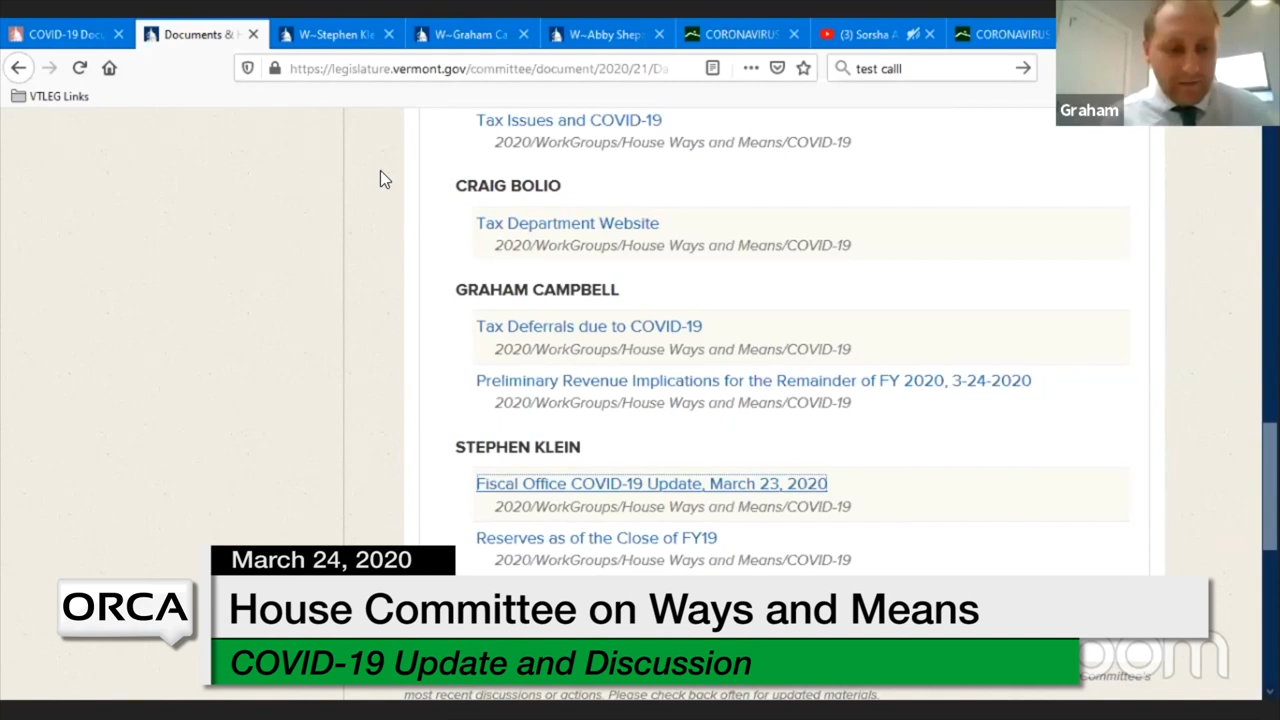 COVID-19 Docu
Documents & H
W~Stephen Kle
W~Graham Ca
W~Abby Shep
CORONAVIRUS
(3) Sorsha A
CORONAVIRUS
https://legislature.vermont.gov/committee/document/2020/21/Da
test calll
VTLEG Links
Graham
Tax Issues and COVID-19
2020/WorkGroups/House Ways and Means/COVID-19
CRAIG BOLIO
Tax Department Website
2020/WorkGroups/House Ways and Means/COVID-19
GRAHAM CAMPBELL
Tax Deferrals due to COVID-19
2020/WorkGroups/House Ways and Means/COVID-19
Preliminary Revenue Implications for the Remainder of FY 2020, 3-24-2020
2020/WorkGroups/House Ways and Means/COVID-19
STEPHEN KLEIN
Fiscal Office COVID-19 Update, March 23, 2020
2020/WorkGroups/House Ways and Means/COVID-19
Reserves as of the Close of FY19
2020/WorkGroups/House Ways and Means/COVID-19
March 24, 2020
ORCA
House Committee on Ways and Means
COVID-19 Update and Discussion
oom
Committee's
most recent discussions or actions. Please check back often for updated materials.